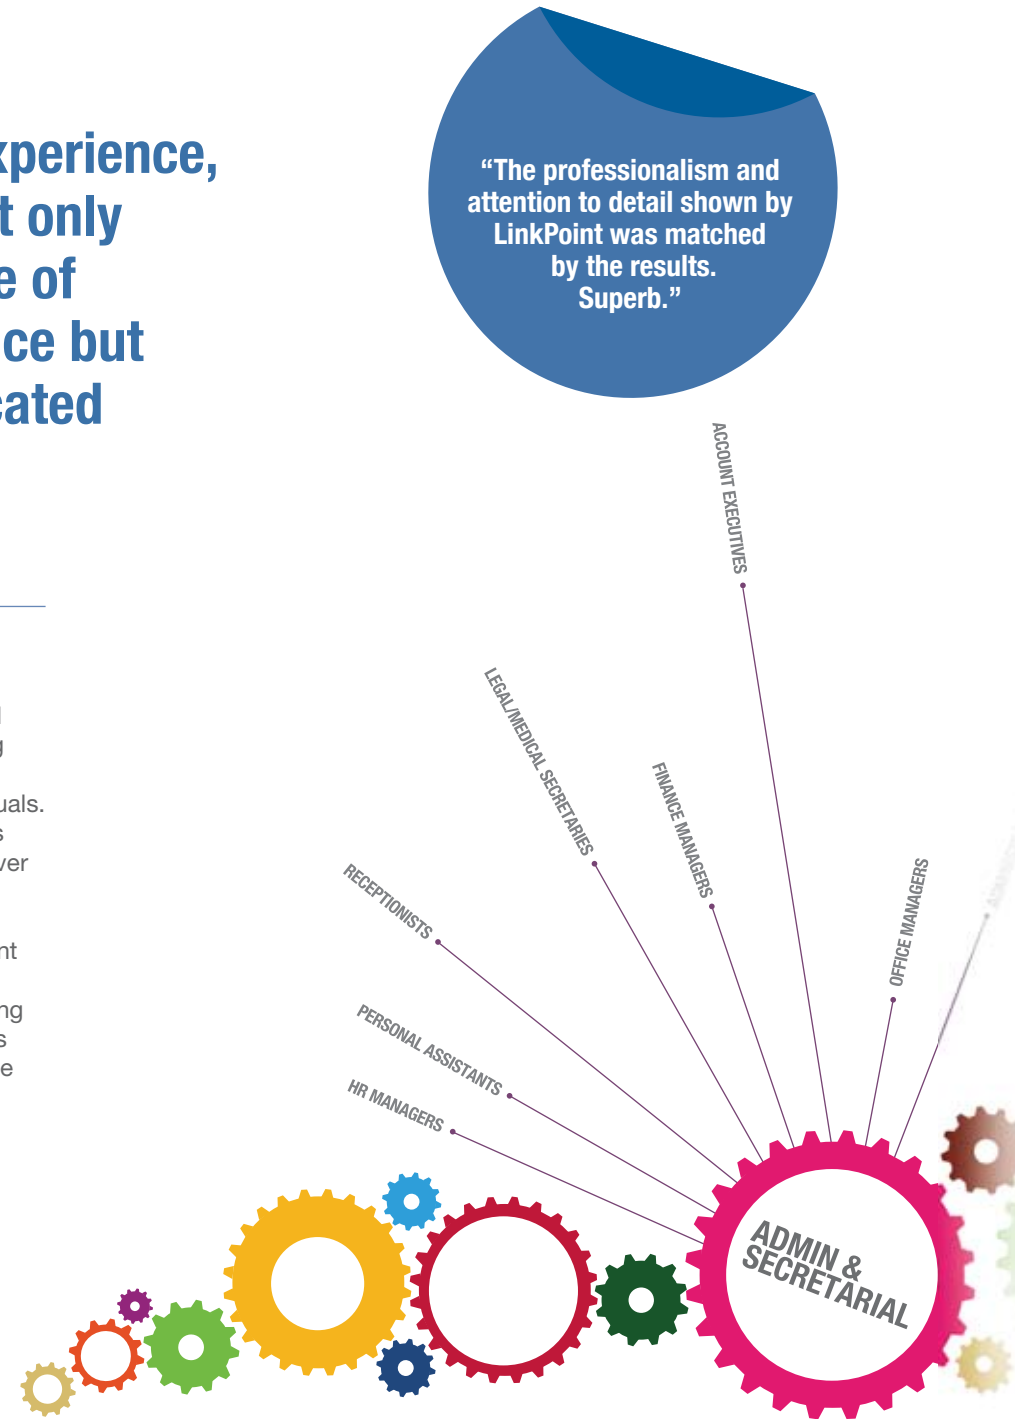 xperience,
t only
e of
ce but
cated
l
g
uals.
s
ver
nt
ng
s
e
“The professionalism and
attention to detail shown by
LinkPoint was matched
by the results.
Superb.”
ACCOUNT EXECUTIVES
LEGAL/MEDICAL SECRETARIES
FINANCE MANAGERS
RECEPTIONISTS
OFFICE MANAGERS
PERSONAL ASSISTANTS
HR MANAGERS
ADMIN &
SECRETARIAL